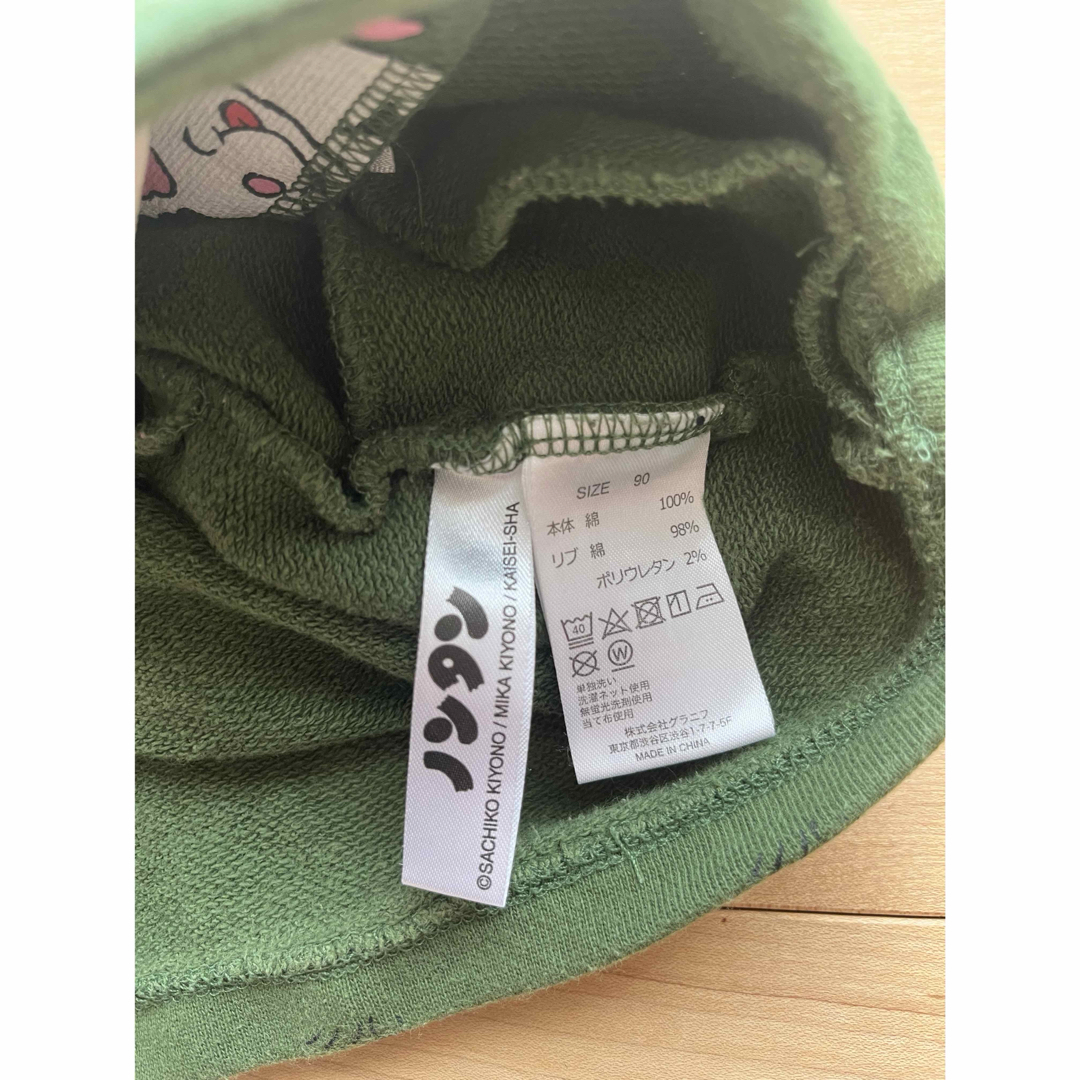 ノンタン
©SACHIKO KIYONO / MIKA KIYONO / KAISEI-SHA
SIZE 90
本体 綿 100%
リブ 綿 98%
ポリウレタン 2%
40
W
単独洗い
洗濯ネット使用
無蛍光洗剤使用
当て布使用
株式会社グラニフ
東京都渋谷区渋谷1-7-7-5F
MADE IN CHINA